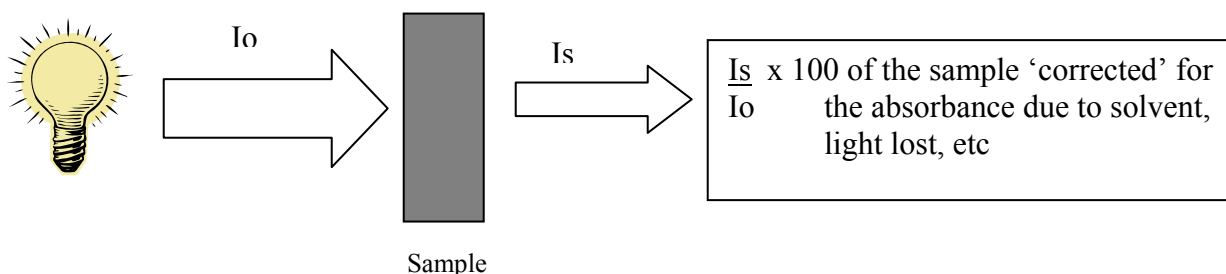 Io
Is
Is x 100 of the sample ‘corrected’ for
Io the absorbance due to solvent,
light lost, etc
Sample